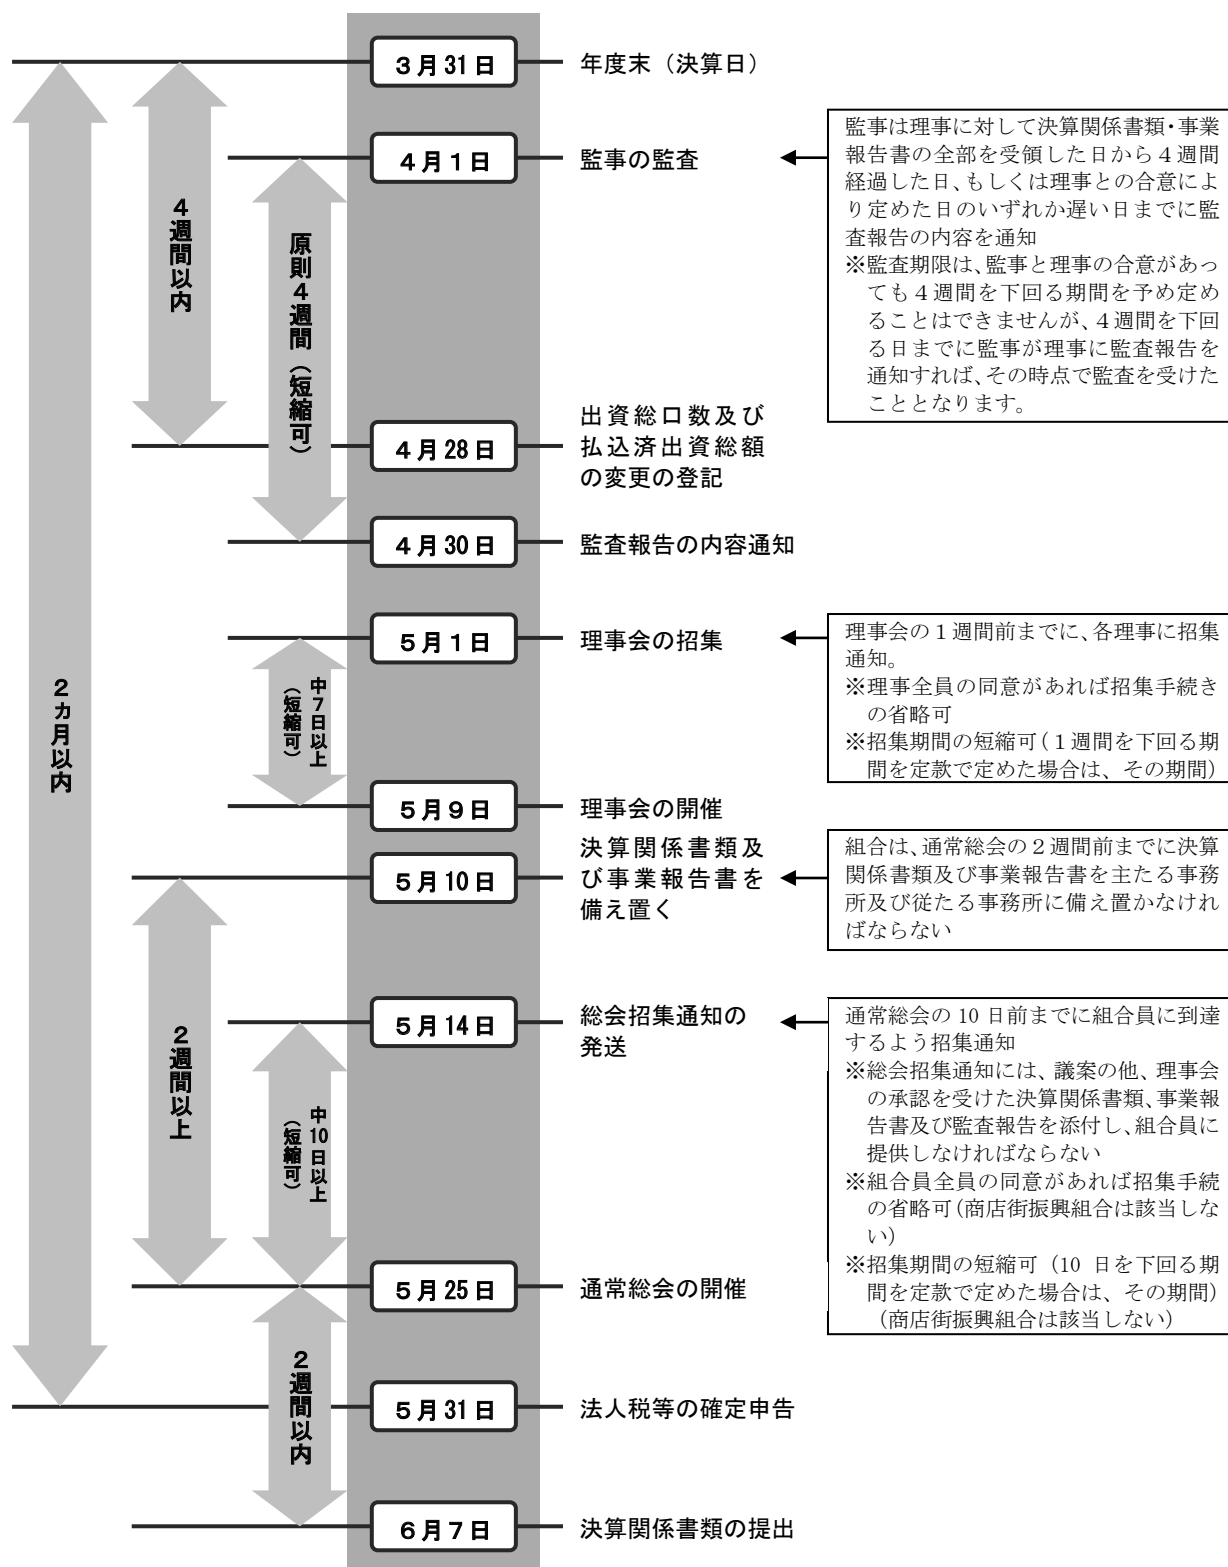 3月31日
年度末（決算日）
4月1日
監事の監査
監事は理事に対して決算関係書類・事業
報告書の全部を受領した日から4週間
経過した日、もしくは理事との合意によ
り定めた日のいずれか遅い日までに監
査報告の内容を通知
※監査期限は、監事と理事の合意があっ
ても4週間を下回る期間を予め定め
ることはできませんが、4週間を下回
る日までに監事が理事に監査報告を
通知すれば、その時点で監査を受けた
こととなります。
4週間以内
原則4週間（短縮可）
4月28日
出資総口数及び
払込済出資総額
の変更の登記
4月30日
監査報告の内容通知
5月1日
理事会の招集
理事会の1週間前までに、各理事に招集
通知。
※理事全員の同意があれば招集手続き
の省略可
※招集期間の短縮可（1週間を下回る期
間を定款で定めた場合は、その期間）
中7日以上
（短縮可）
2ヵ月以内
5月9日
理事会の開催
5月10日
決算関係書類及
び事業報告書を
備え置く
組合は、通常総会の2週間前までに決算
関係書類及び事業報告書を主たる事務
所及び従たる事務所に備え置かなけれ
ばならない
5月14日
総会招集通知の
発送
通常総会の10日前までに組合員に到達
するよう招集通知
※総会招集通知には、議案の他、理事会
の承認を受けた決算関係書類、事業報
告書及び監査報告を添付し、組合員に
提供しなければならない
※組合員全員の同意があれば招集手続
の省略可（商店街振興組合は該当しな
い）
※招集期間の短縮可（10日を下回る期
間を定款で定めた場合は、その期間）
（商店街振興組合は該当しない）
2週間以上
中10日以上
（短縮可）
5月25日
通常総会の開催
2週間以内
5月31日
法人税等の確定申告
6月7日
決算関係書類の提出